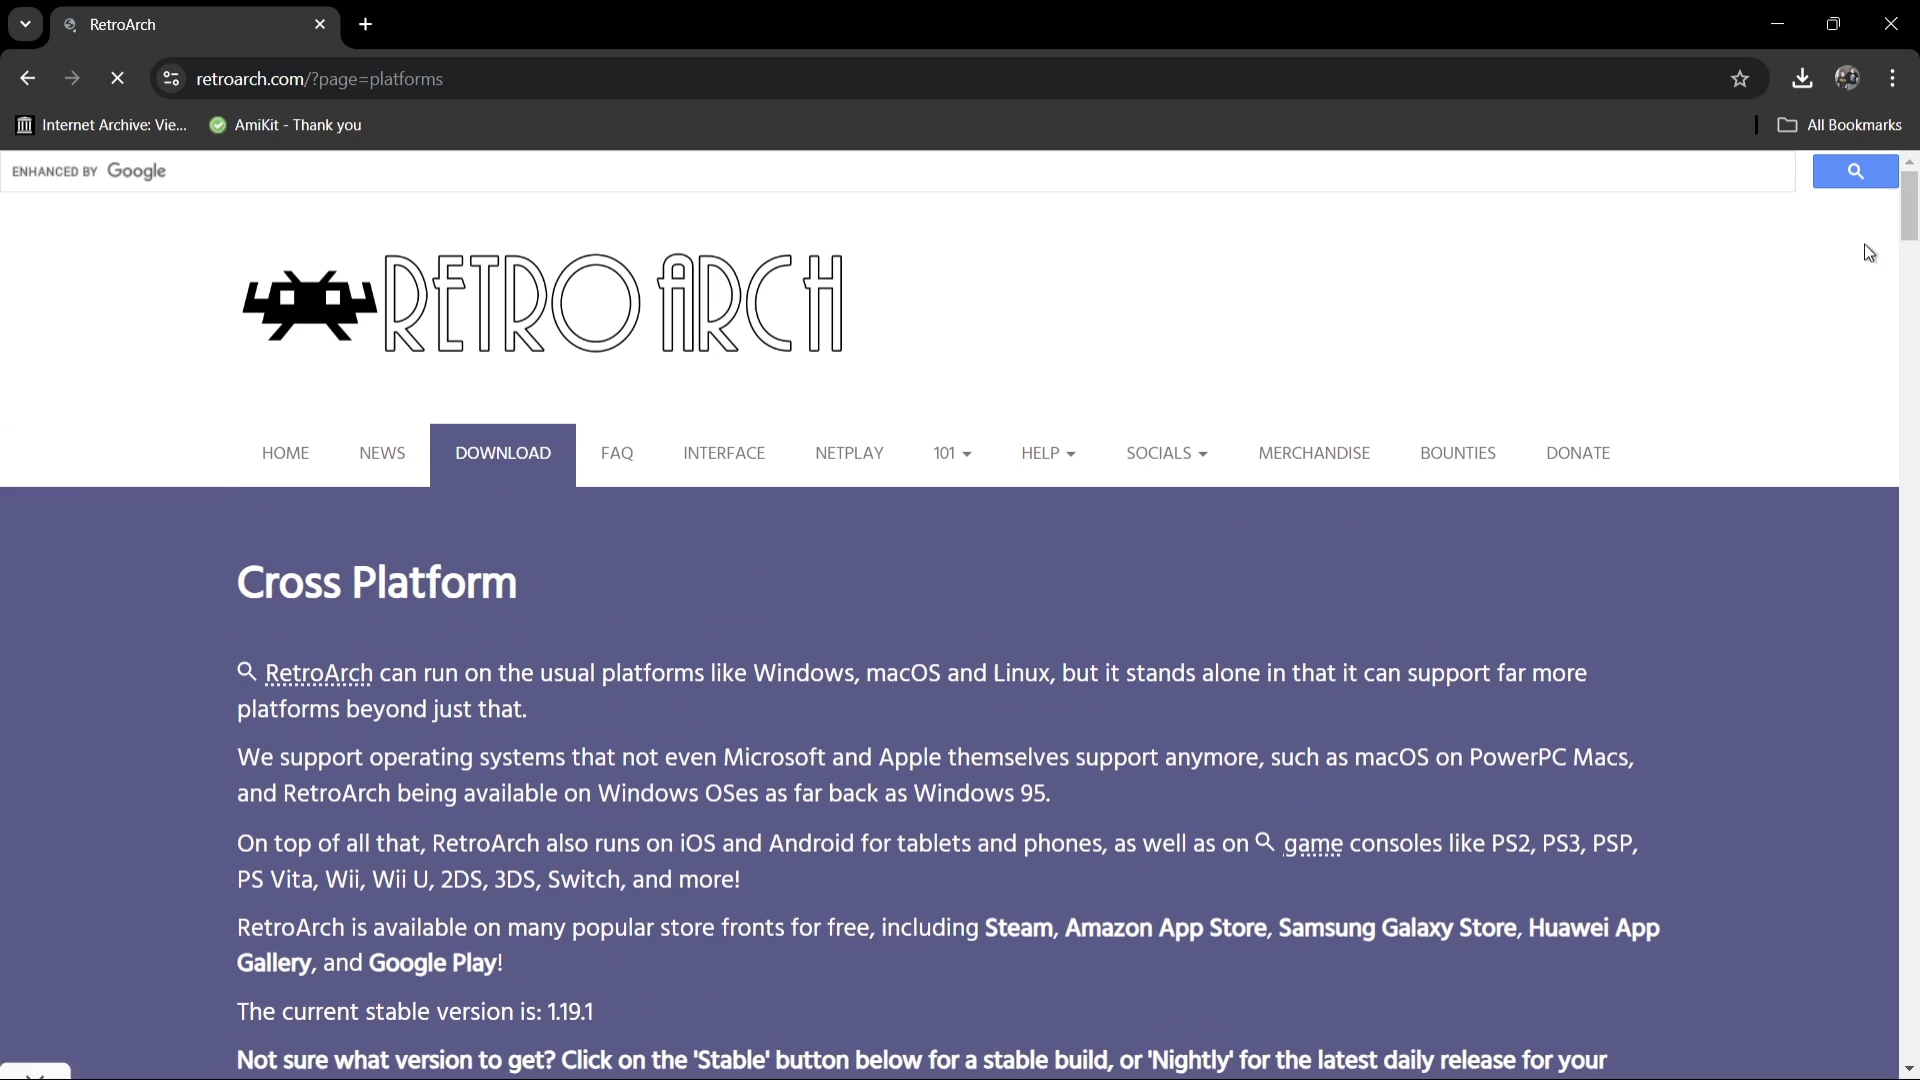 RetroArch
retroarch.com/?page=platforms
Internet Archive: Vie... AmiKit - Thank you All Bookmarks
ENHANCED BY Google
RETRO ARCH
HOME NEWS DOWNLOAD FAQ INTERFACE NETPLAY 101 HELP SOCIALS MERCHANDISE BOUNTIES DONATE
Cross Platform
RetroArch can run on the usual platforms like Windows, macOS and Linux, but it stands alone in that it can support far more
platforms beyond just that.
We support operating systems that not even Microsoft and Apple themselves support anymore, such as macOS on PowerPC Macs,
and RetroArch being available on Windows OSes as far back as Windows 95.
On top of all that, RetroArch also runs on iOS and Android for tablets and phones, as well as on game consoles like PS2, PS3, PSP,
PS Vita, Wii, Wii U, 2DS, 3DS, Switch, and more!
RetroArch is available on many popular store fronts for free, including Steam, Amazon App Store, Samsung Galaxy Store, Huawei App
Gallery, and Google Play!
The current stable version is: 1.19.1
Not sure what version to get? Click on the 'Stable' button below for a stable build, or 'Nightly' for the latest daily release for your